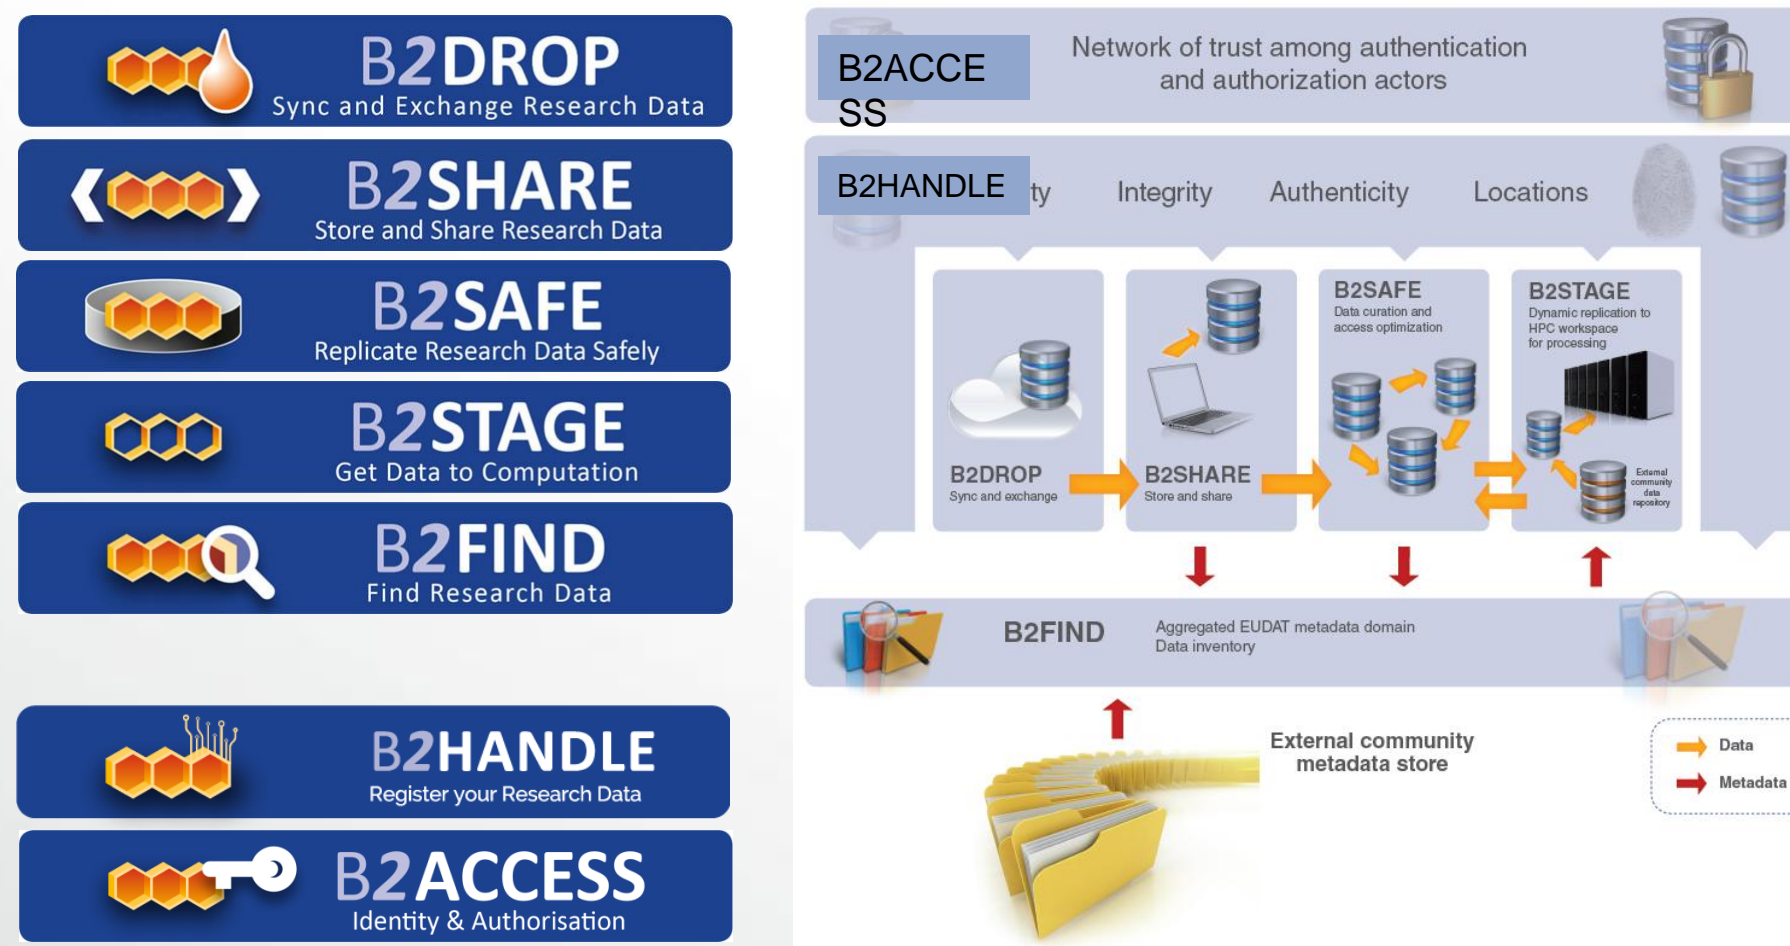 B2DROP
Sync and Exchange Research Data
B2SHARE
Store and Share Research Data
B2SAFE
Replicate Research Data Safely
B2STAGE
Get Data to Computation
B2FIND
Find Research Data
B2HANDLE
Register your Research Data
B2ACCESS
Identity & Authorisation
B2ACCE
SS
Network of trust among authentication
and authorization actors
B2HANDLE
ty
Integrity
Authenticity
Locations
B2DROP
Sync and exchange
B2SHARE
Store and share
B2SAFE
Data curation and
access optimization
B2STAGE
Dynamic replication to
HPC workspace
for processing
External
community
data
repository
B2FIND
Aggregated EUDAT metadata domain
Data inventory
External community
metadata store
Data
Metadata